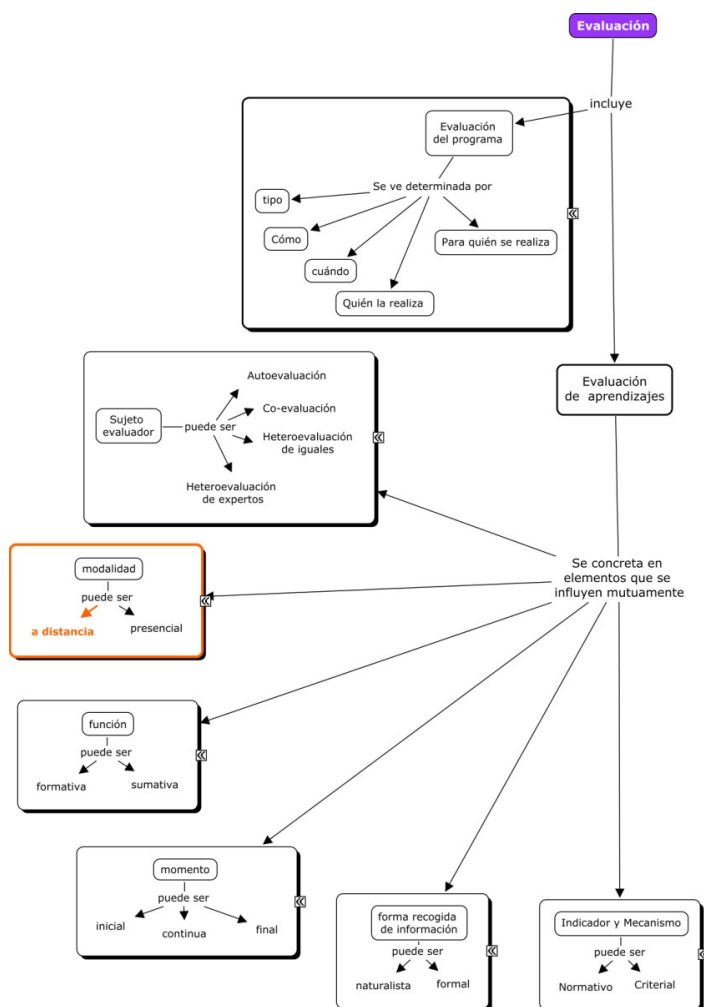 Evaluación
incluye
Evaluación
del programa
Se ve determinada por
tipo
Cómo
cuándo
Quién la realiza
Para quién se realiza
Evaluación
de aprendizajes
Se concreta en
elementos que se
influyen mutuamente
Sujeto
evaluador
puede ser
Autoevaluación
Co-evaluación
Heteroevaluación
de iguales
Heteroevaluación
de expertos
modalidad
puede ser
a distancia
presencial
función
puede ser
formativa
sumativa
momento
puede ser
inicial
continua
final
forma recogida
de información
puede ser
naturalista
formal
Indicador y Mecanismo
puede ser
Normativo
Criterial